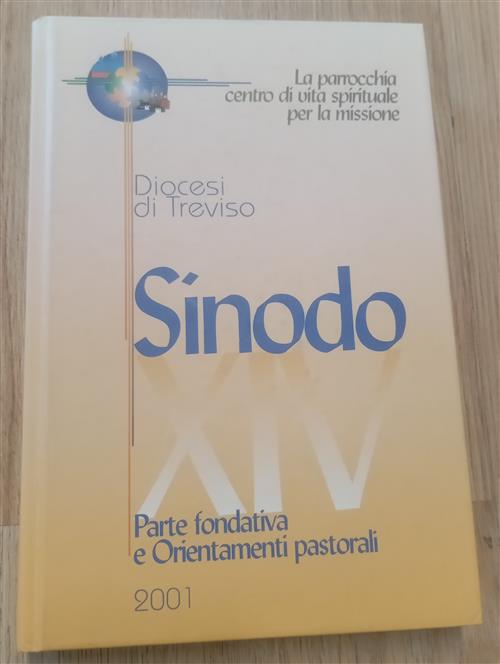 La parrocchia
centro di vita spirituale
per la missione
Diocesi
di Treviso
Sinodo
XIV
Parte fondativa
e Orientamenti pastorali
2001